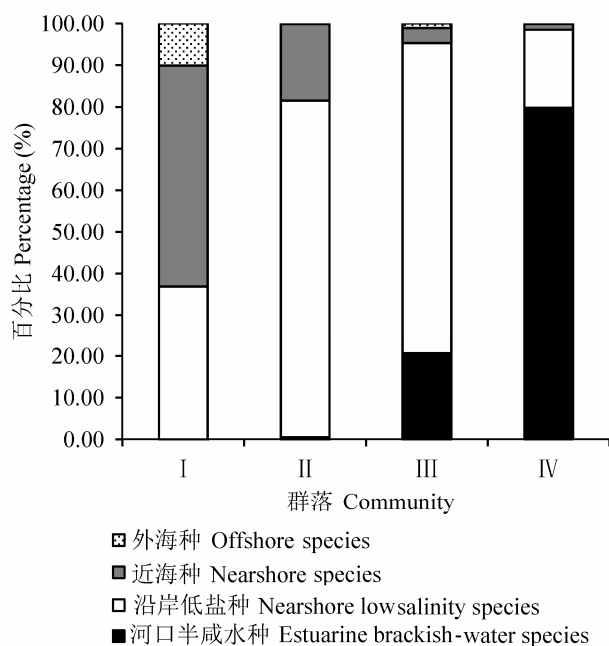 百分比 Percentage (%)
100.00
90.00
80.00
70.00
60.00
50.00
40.00
30.00
20.00
10.00
0.00
Ⅰ Ⅱ Ⅲ Ⅳ
群落 Community
外海种 Offshore species
近海种 Nearshore species
沿岸低盐种 Nearshore lowsalinity species
河口半咸水种 Estuarine brackish-water species